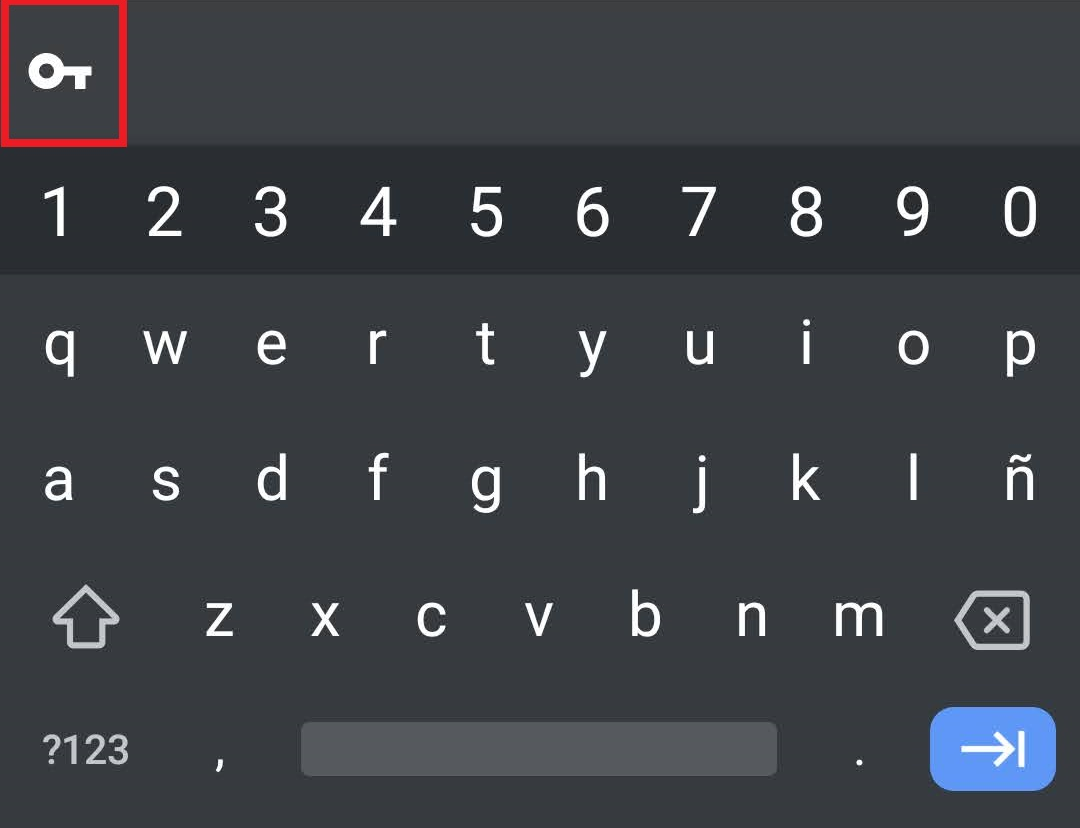 1 2 3 4 5 6 7 8 9 0
q w e r t y u i o p
a s d f g h j k l ñ
z x c v b n m
?123 , .